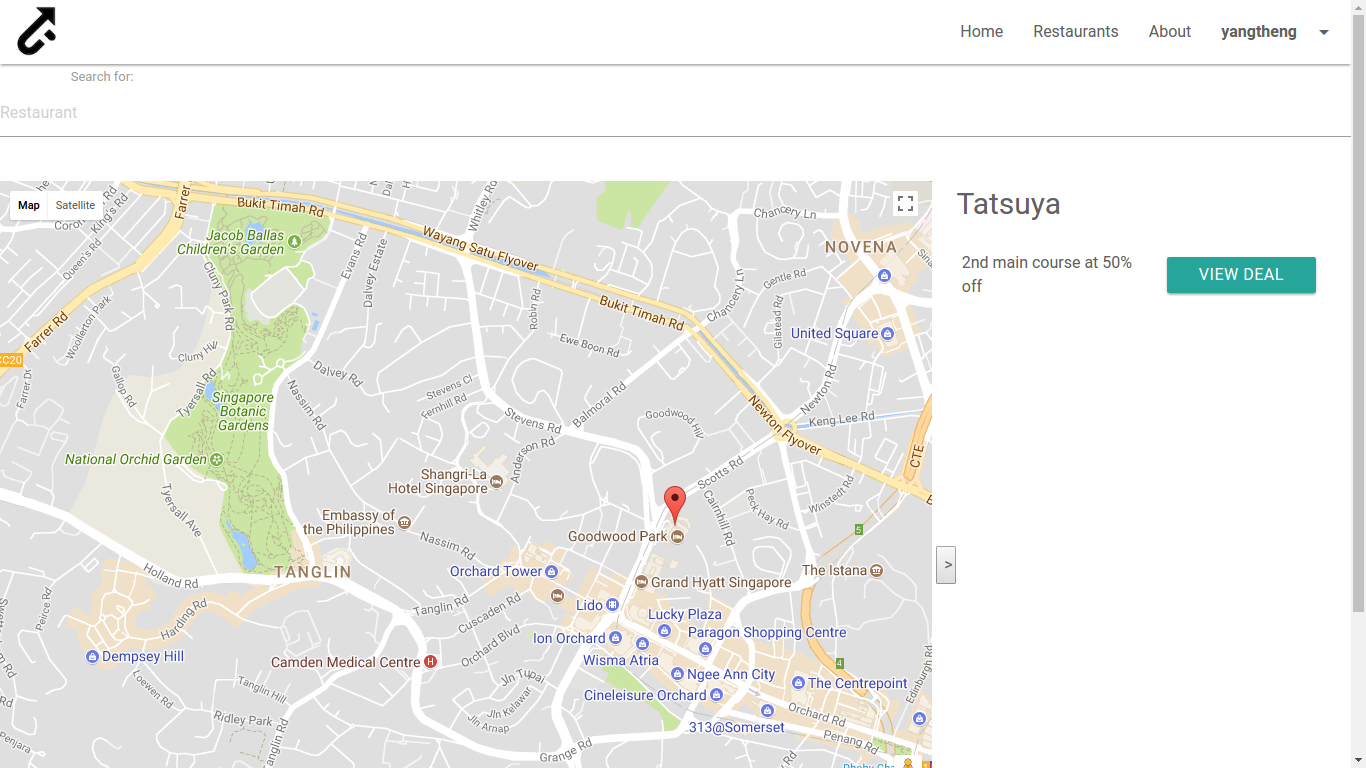 Home Restaurants About yangtheng
Search for:
Restaurant
Map Satellite
Tatsuya
2nd main course at 50%
off
VIEW DEAL
>
Farrer
Bukit Timah Rd
Whitley Rd
Chancery Ln
King's Rd
Queen's Rd
Jacob Ballas
Children's Garden
Evans Rd
Wayang Satu Flyover
NOVENA
Cluny Park Rd
Dalvey Estate
Gentle Rd
Chancery Ln
Woollerton Park
Robin Rd
Bukit Timah Rd
Gilstead Rd
Farrer Rd
United Square
Cluny Hill
Ewe Boon Rd
CC20
Farrer Dr
Gallop Rd
Tyersall Rd
Dalvey Rd
Stevens Cl
Fernhill Rd
Balmoral Rd
Newton Rd
Singapore
Botanic
Gardens
Nassim Rd
Stevens Rd
Goodwood Hill
Newton Flyover
Keng Lee Rd
National Orchid Garden
Anderson Rd
CTE
Shangri-La
Hotel Singapore
Scotts Rd
Tyersall Ave
Cairnhill Rd
Peck Hay Rd
Winstedt Rd
Embassy of
the Philippines
Nassim Rd
Goodwood Park
5
Holland Rd
TANGLIN
Orchard Tower
Grand Hyatt Singapore
The Istana
Peirce Rd
Harding Rd
Tanglin Rd
Cuscaden Rd
Lido
Lucky Plaza
Orchard Blvd
Ion Orchard
Paragon Shopping Centre
Dempsey Hill
Camden Medical Centre
H
Wisma Atria
4
Edinburgh Rd
Loewen Rd
Tanglin Hill
Jln Tupai
Ngee Ann City
The Centrepoint
Jln Kelawar
Cineleisure Orchard
Ridley Park
Jln Arnap
Orchard Rd
313@Somerset
Tanglin Rd
Grange Rd
Penang Rd
Penjara